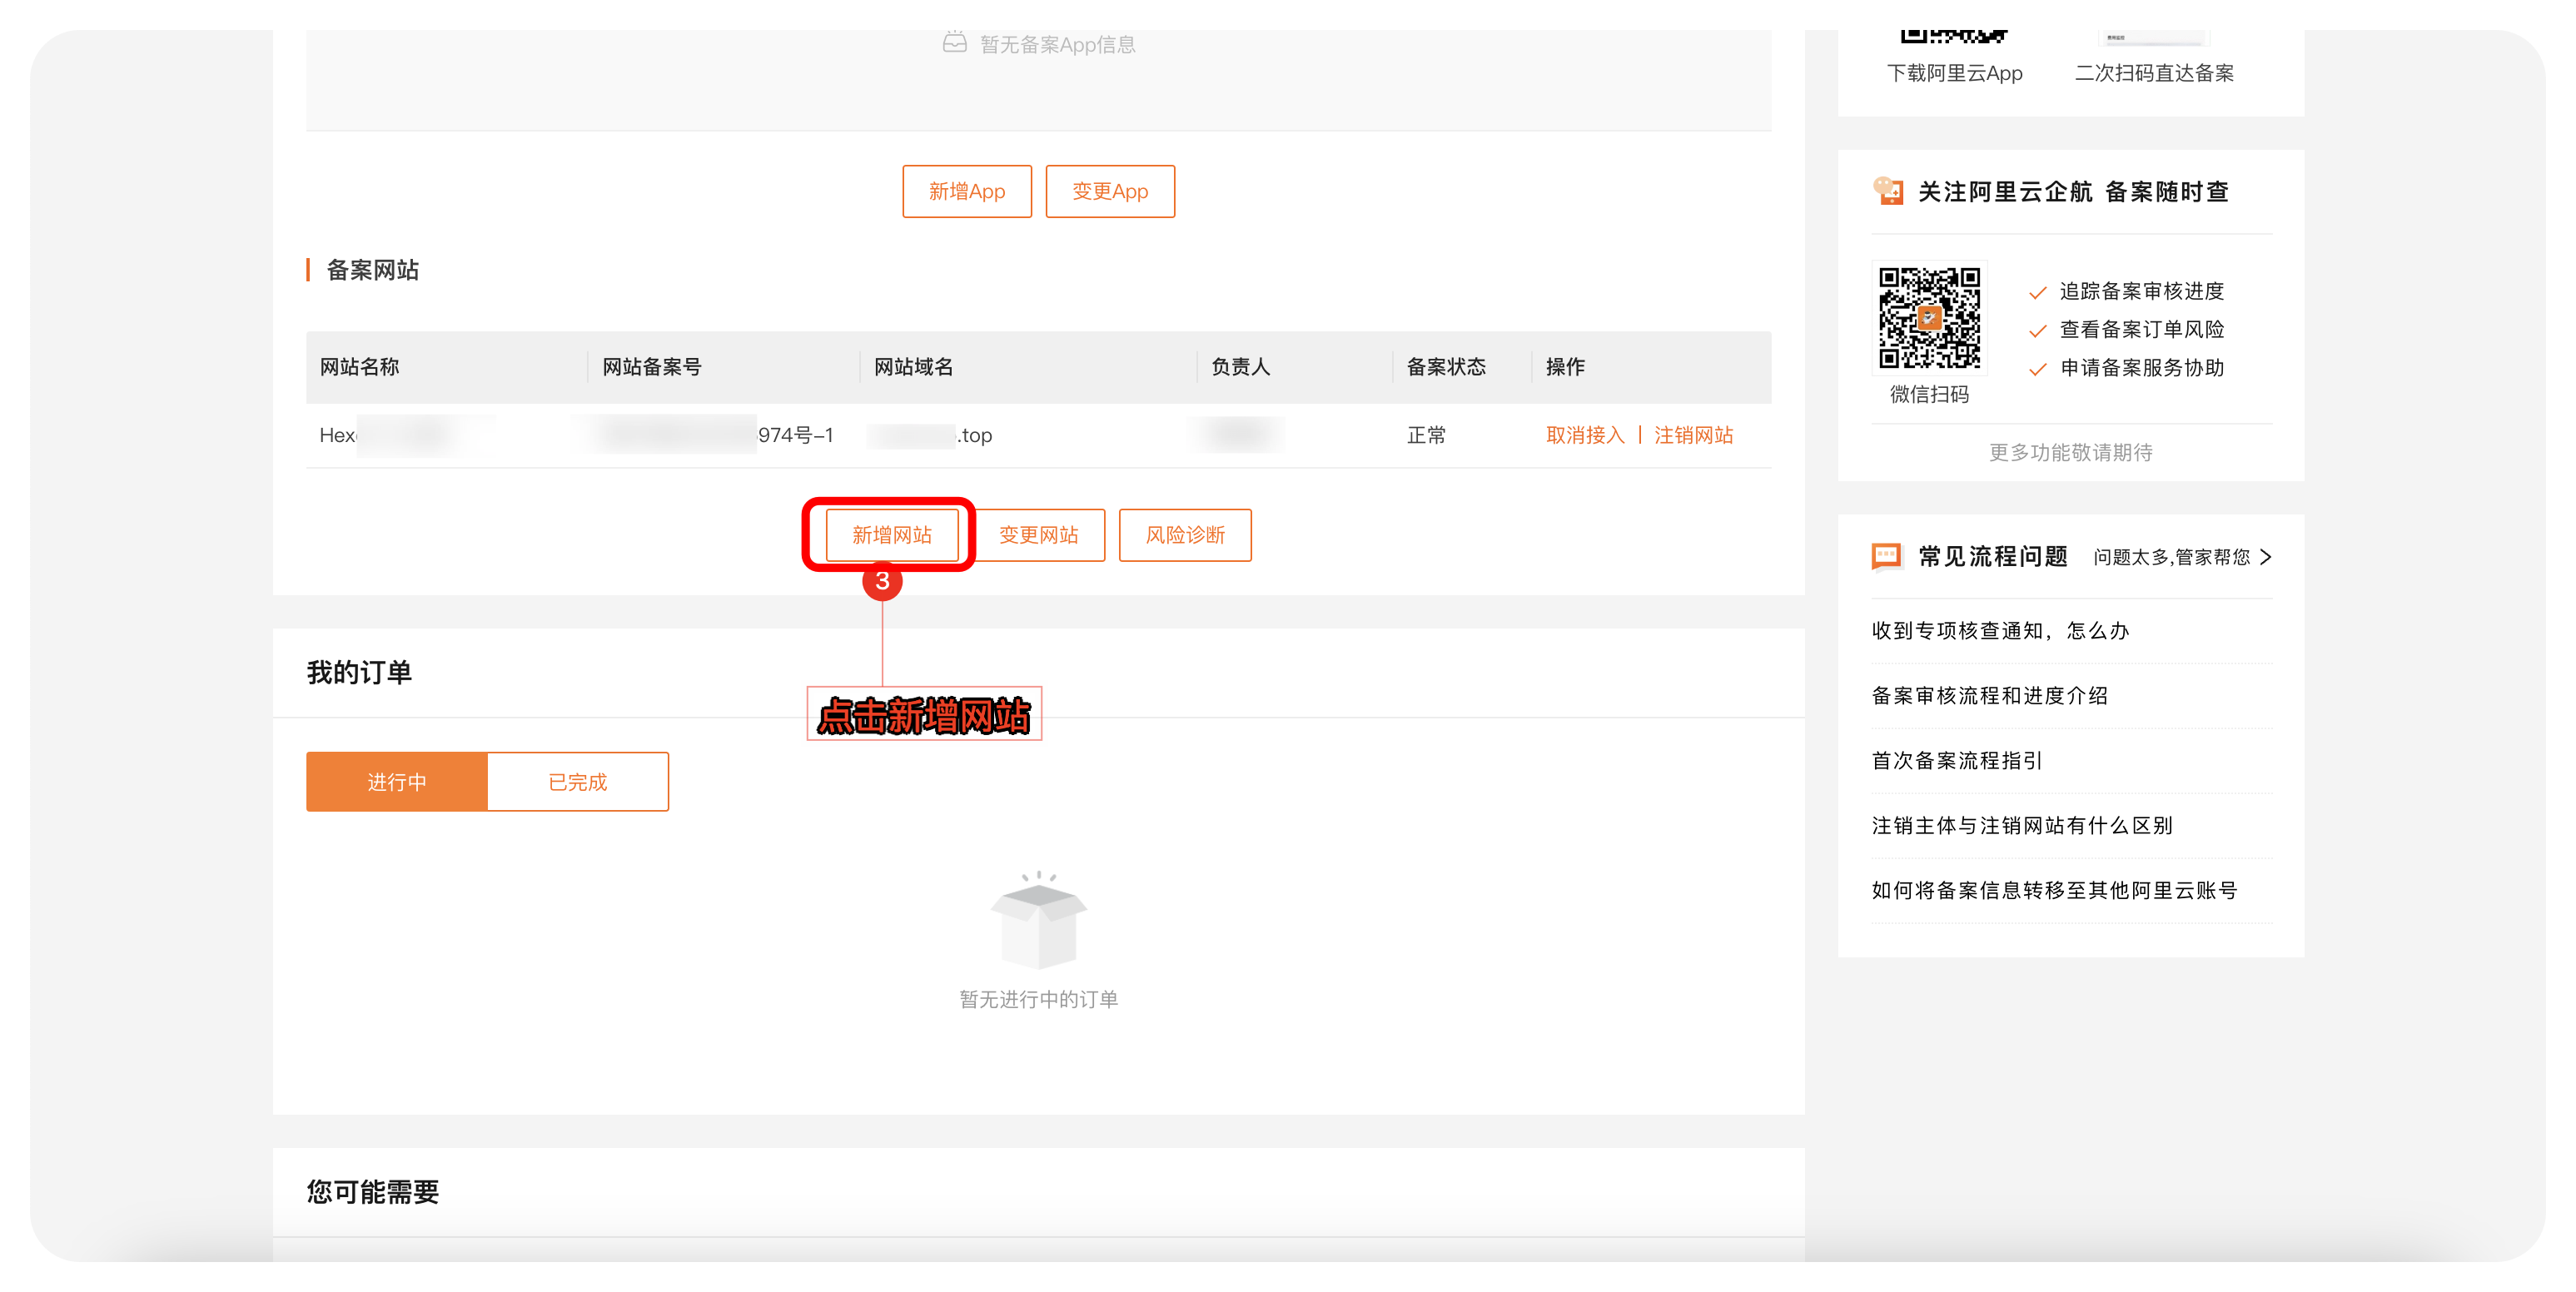 暂无备案App信息
新增App
变更App
备案网站
网站名称
网站备案号
网站域名
负责人
备案状态
操作
Hex
974号-1
.top
正常
取消接入
注销网站
新增网站
变更网站
风险诊断
3
点击新增网站
我的订单
进行中
已完成
暂无进行中的订单
您可能需要
下载阿里云App
二次扫码直达备案
关注阿里云企航 备案随时查
微信扫码
追踪备案审核进度
查看备案订单风险
申请备案服务协助
更多功能敬请期待
常见流程问题
问题太多,管家帮您
收到专项核查通知，怎么办
备案审核流程和进度介绍
首次备案流程指引
注销主体与注销网站有什么区别
如何将备案信息转移至其他阿里云账号